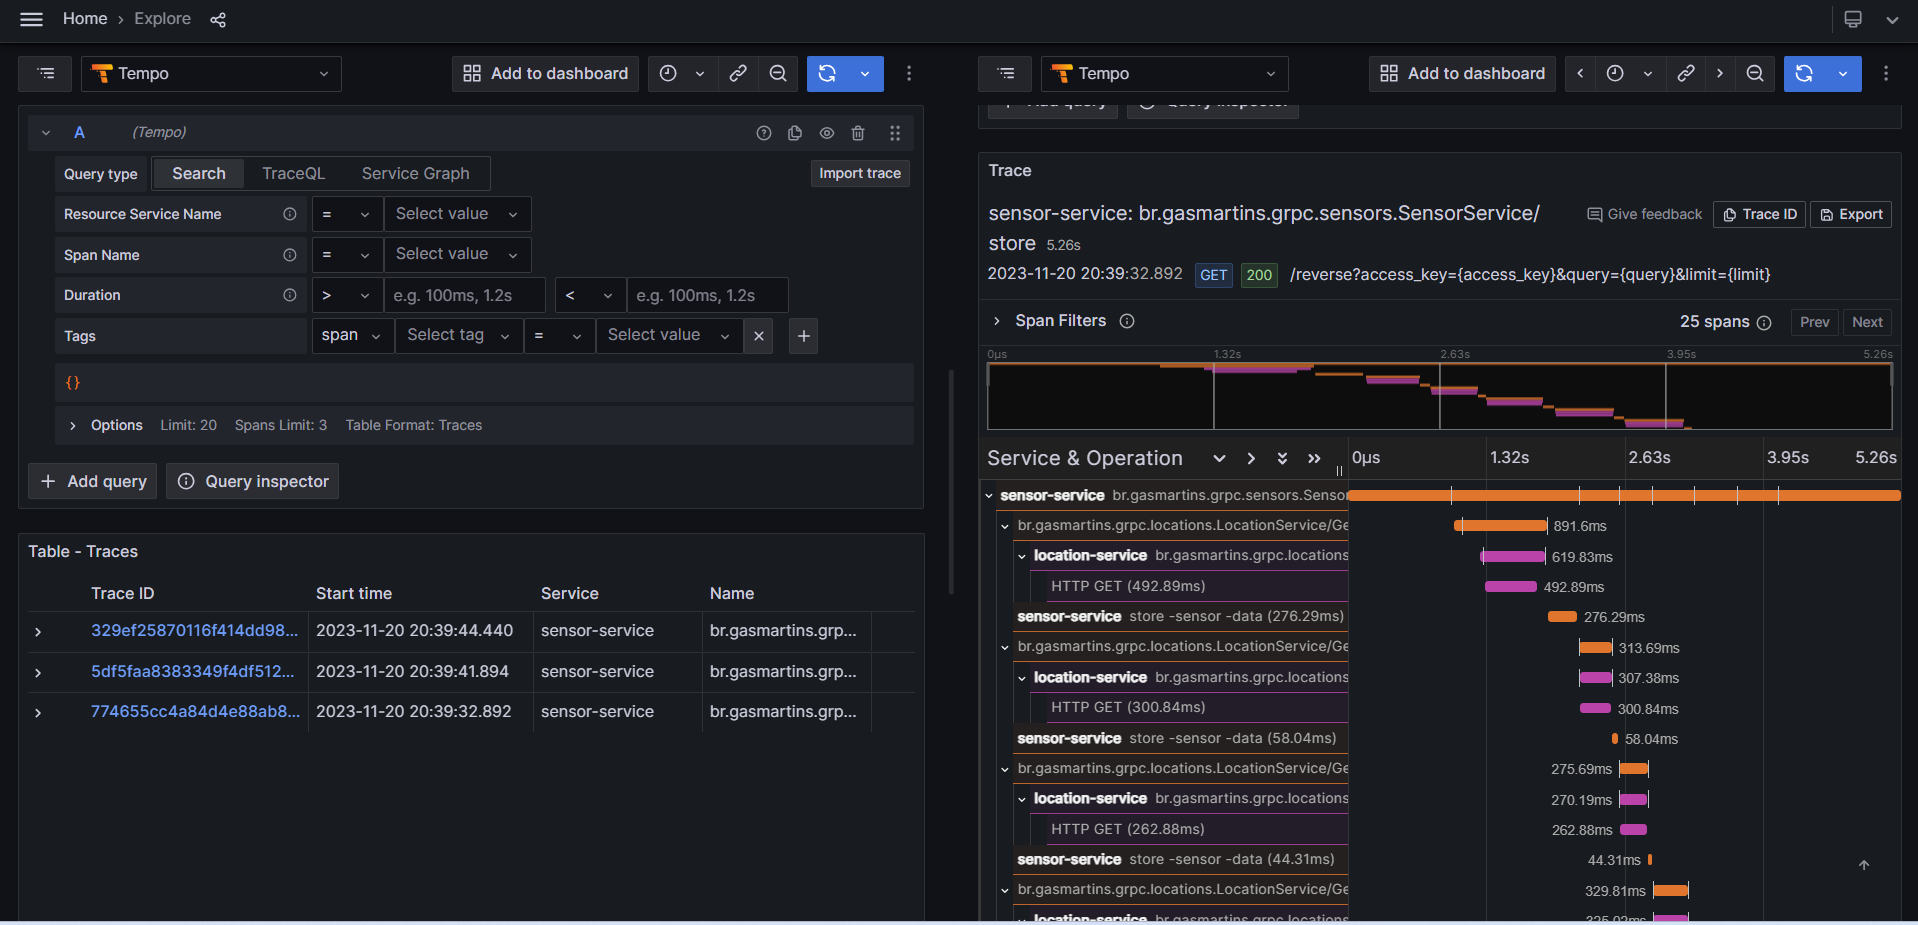 Home › Explore
Tempo
Add to dashboard
A (Tempo)
Query type Search TraceQL Service Graph Import trace
Resource Service Name = Select value
Span Name = Select value
Duration > e.g. 100ms, 1.2s < e.g. 100ms, 1.2s
Tags span Select tag = Select value
{}
Options Limit: 20 Spans Limit: 3 Table Format: Traces
+ Add query Query inspector
Table - Traces
Trace ID Start time Service Name
329ef25870116f414dd98... 2023-11-20 20:39:44.440 sensor-service br.gasmartins.grp...
5df5faa8383349f4df512... 2023-11-20 20:39:41.894 sensor-service br.gasmartins.grp...
774655cc4a84d4e88ab8... 2023-11-20 20:39:32.892 sensor-service br.gasmartins.grp...
Tempo
Add to dashboard
Add query Query inspector
Trace
sensor-service: br.gasmartins.grpc.sensors.SensorService/
store 5.26s
Give feedback Trace ID Export
2023-11-20 20:39:32.892 GET 200 /reverse?access_key={access_key}&query={query}&limit={limit}
Span Filters 25 spans Prev Next
0µs 1.32s 2.63s 3.95s 5.26s
Service & Operation 0µs 1.32s 2.63s 3.95s 5.26s
sensor-service br.gasmartins.grpc.sensors.Sensor
br.gasmartins.grpc.locations.LocationService/Ge 891.6ms
location-service br.gasmartins.grpc.locations 619.83ms
HTTP GET (492.89ms) 492.89ms
sensor-service store -sensor -data (276.29ms) 276.29ms
br.gasmartins.grpc.locations.LocationService/Ge 313.69ms
location-service br.gasmartins.grpc.locations 307.38ms
HTTP GET (300.84ms) 300.84ms
sensor-service store -sensor -data (58.04ms) 58.04ms
br.gasmartins.grpc.locations.LocationService/Ge 275.69ms
location-service br.gasmartins.grpc.locations 270.19ms
HTTP GET (262.88ms) 262.88ms
sensor-service store -sensor -data (44.31ms) 44.31ms
br.gasmartins.grpc.locations.LocationService/Ge 329.81ms
location-service br.gasmartins.grpc.locations 325.02ms